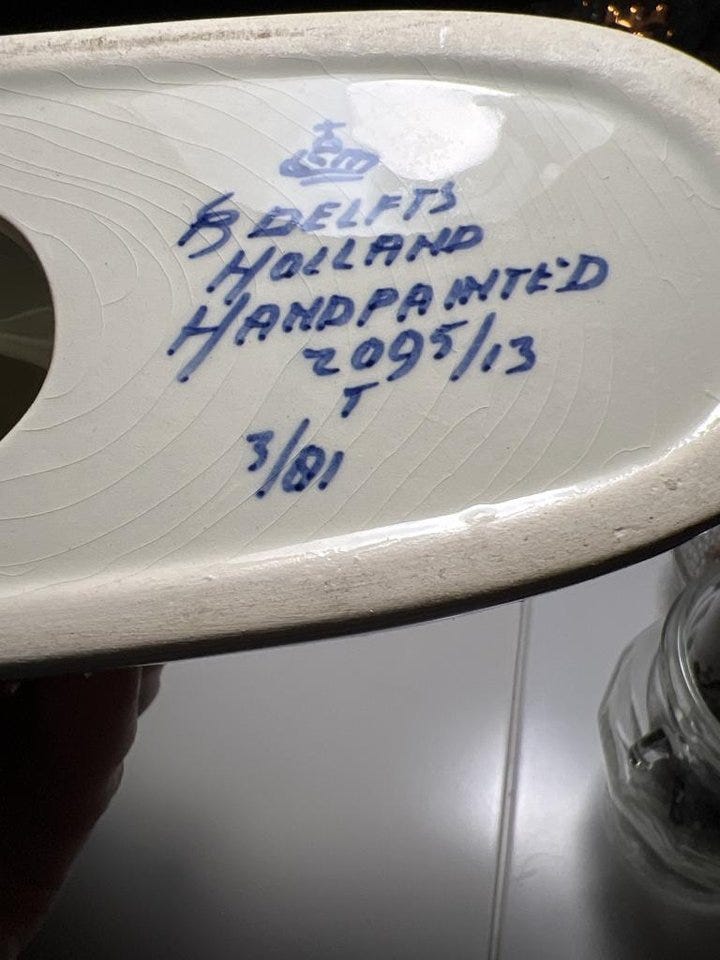 DELFTS
HOLLAND
HANDPAINTED
2095/13
T
3/81